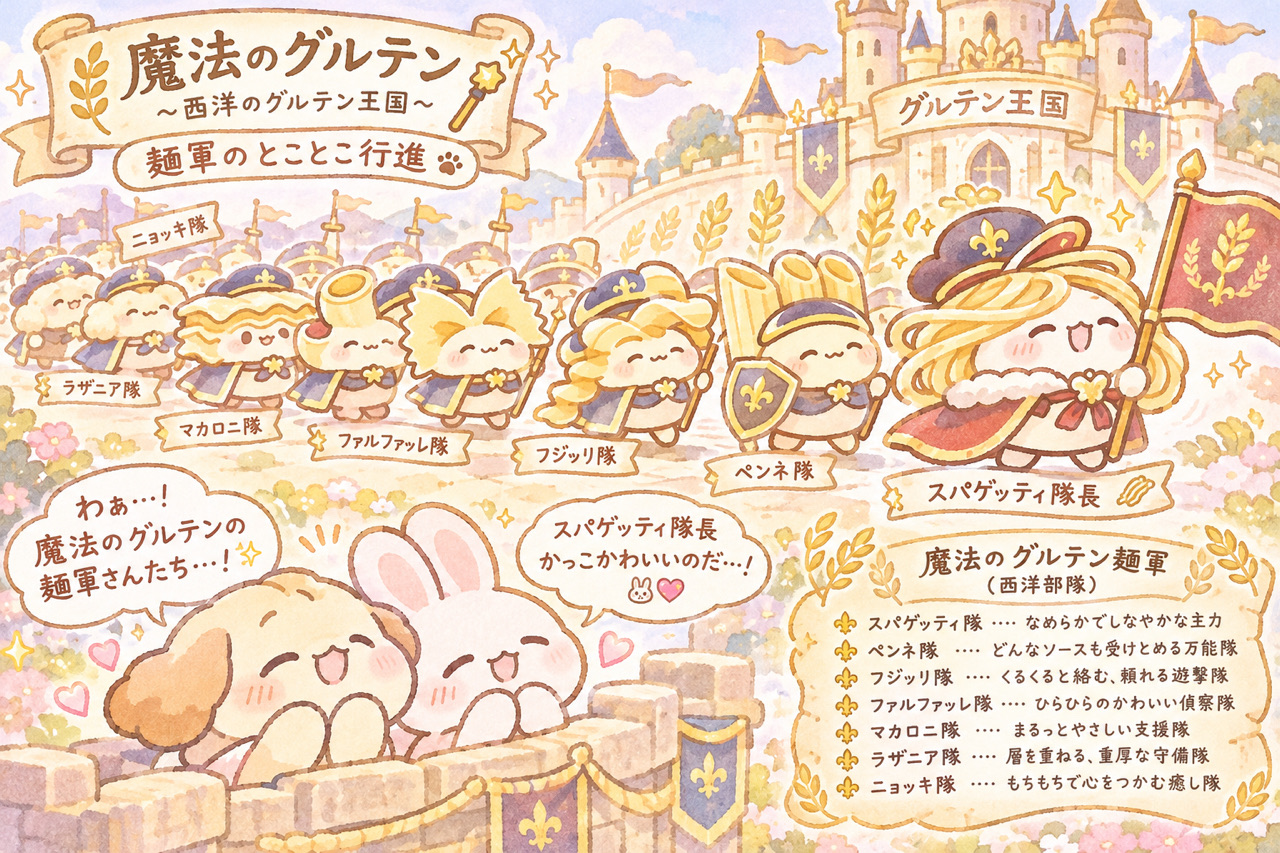 魔法のグルテン
～西洋のグルテン王国～
麺軍のとことこ行進
グルテン王国
ニョッキ隊
ラザニア隊
マカロニ隊
ファルファッレ隊
フジッリ隊
ペンネ隊
スパゲッティ隊長
わぁ…!
魔法のグルテンの
麺軍さんたち…!
スパゲッティ隊長
かっこかわいいのだ…!
魔法のグルテン麺軍
(西洋部隊)
スパゲッティ隊 ‥‥ なめらかでしなやかな主力
ペンネ隊 ‥‥ どんなソースも受けとめる万能隊
フジッリ隊 ‥‥ くるくると絡む、頼れる遊撃隊
ファルファッレ隊 ‥‥ ひらひらのかわいい偵察隊
マカロニ隊 ‥‥ まるっとやさしい支援隊
ラザニア隊 ‥‥ 層を重ねる、重厚な守備隊
ニョッキ隊 ‥‥ もちもちで心をつかむ癒し隊